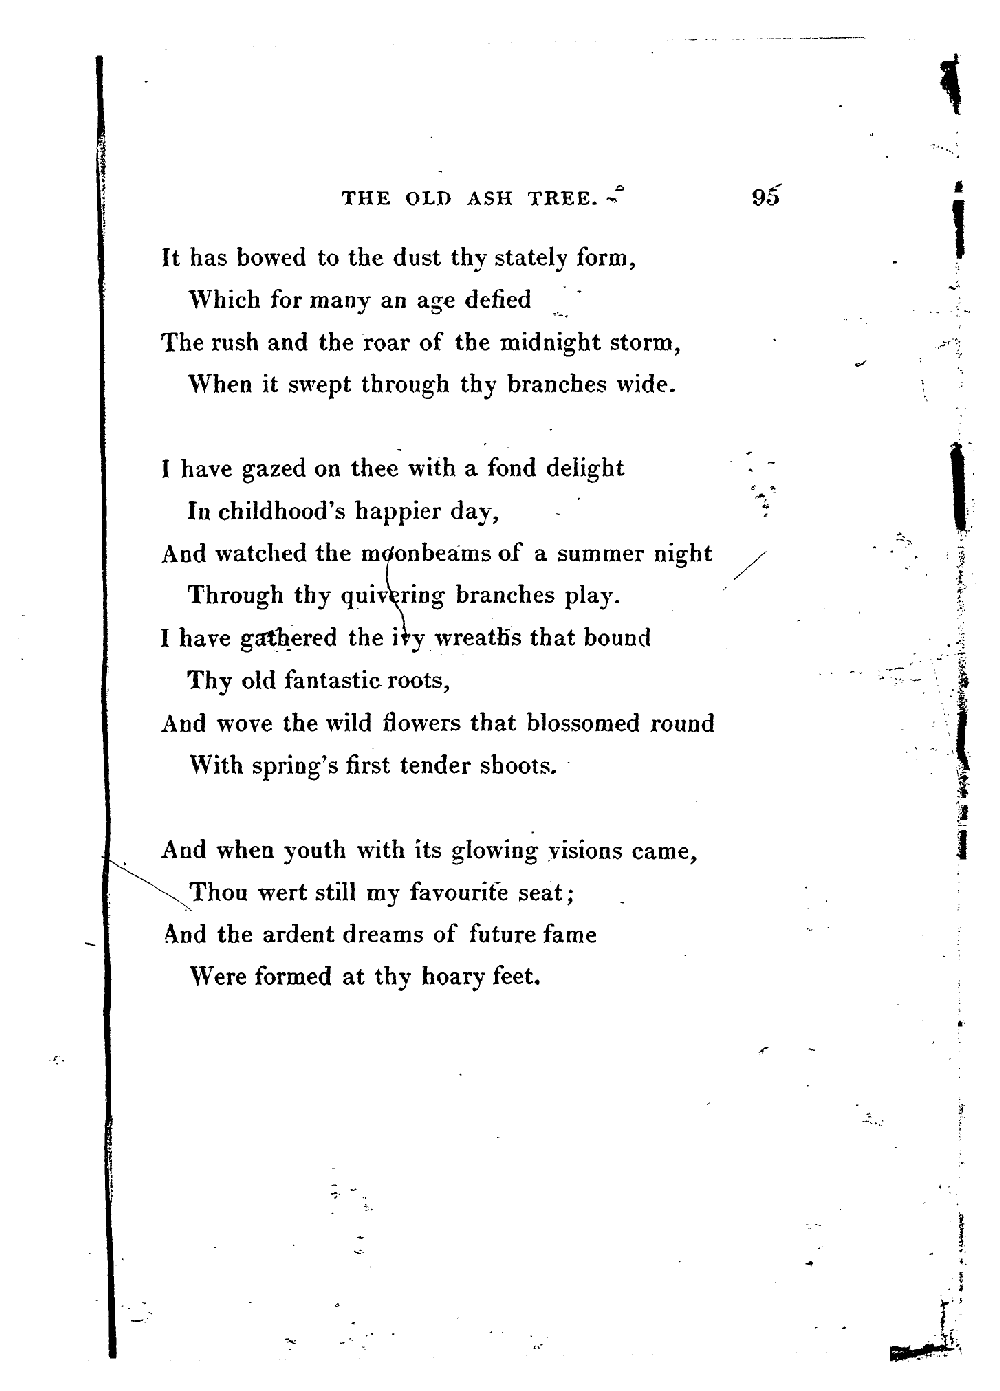 THE OLD ASH TREE. 95
It has bowed to the dust thy stately form,
Which for many an age defied
The rush and the roar of the midnight storm,
When it swept through thy branches wide.
I have gazed on thee with a fond delight
In childhood's happier day,
And watched the moonbeams of a summer night
Through thy quivering branches play.
I have gathered the ivy wreaths that bound
Thy old fantastic roots,
And wove the wild flowers that blossomed round
With spring's first tender shoots.
And when youth with its glowing visions came,
Thou wert still my favourite seat;
And the ardent dreams of future fame
Were formed at thy hoary feet.